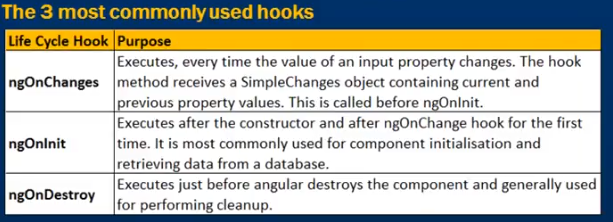 The 3 most commonly used hooks
Life Cycle Hook Purpose
ngOnChanges
Executes, every time the value of an input property changes. The hook
method receives a SimpleChanges object containing current and
previous property values. This is called before ngOnInit.
ngOnInit
Executes after the constructor and after ngOnChange hook for the first
time. It is most commonly used for component initialisation and
retrieving data from a database.
ngOnDestroy
Executes just before angular destroys the component and generally used
for performing cleanup.